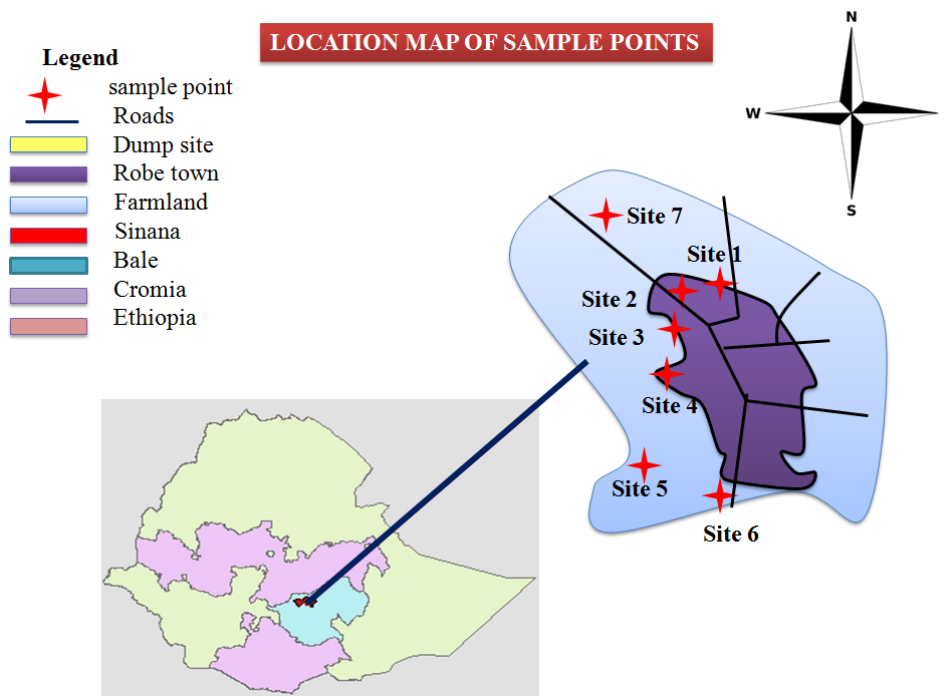 LOCATION MAP OF SAMPLE POINTS
Legend
sample point
Roads
Dump site
Robe town
Farmland
Sinana
Bale
Cromia
Ethiopia
N
W
S
Site 7
Site 1
Site 2
Site 3
Site 4
Site 5
Site 6